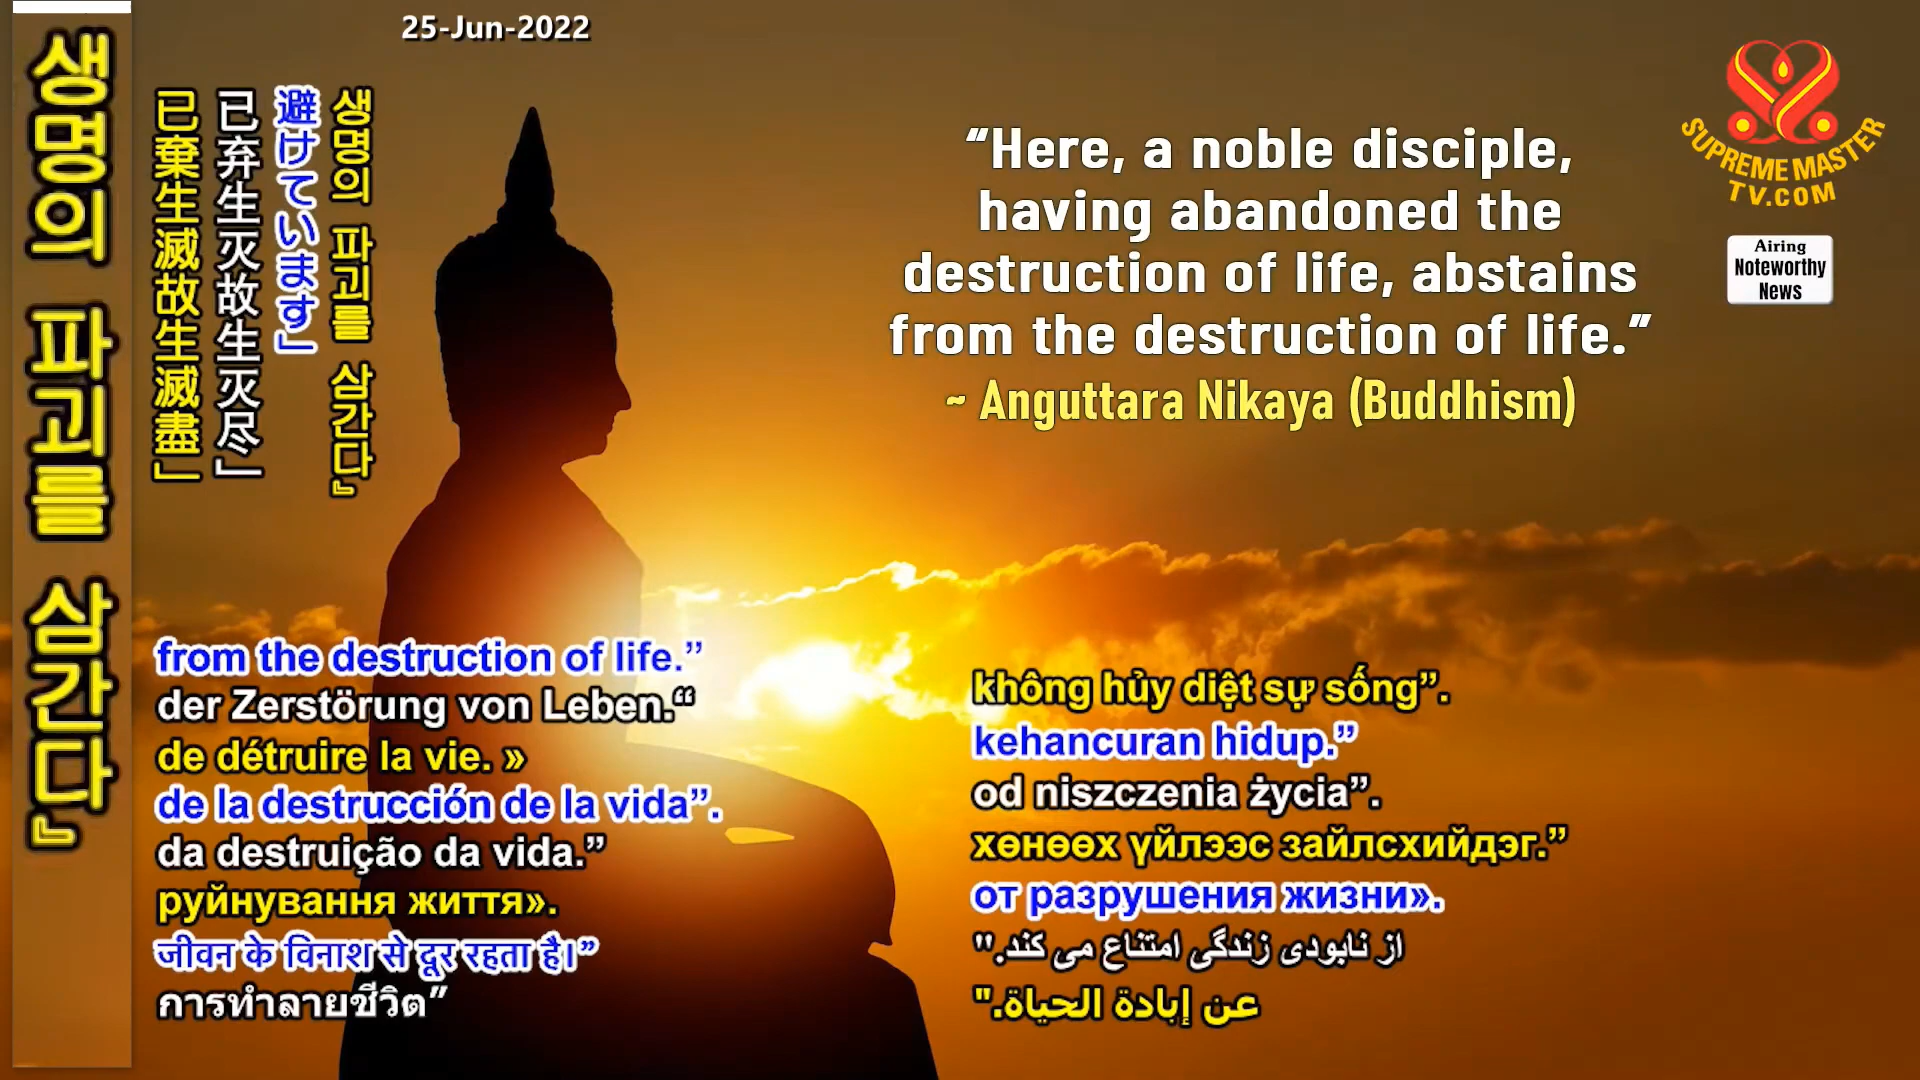 25-Jun-2022
생명의 파괴를 삼간다』
已棄生滅故生滅盡」
已弃生灭故生灭尽」
避けています」
생명의 파괴를 삼간다』
“Here, a noble disciple,
having abandoned the
destruction of life, abstains
from the destruction of life.”
~ Anguttara Nikaya (Buddhism)
SUPREME MASTER
TV.COM
Airing
Noteworthy
News
from the destruction of life.”
der Zerstörung von Leben.“
de détruire la vie. »
de la destrucción de la vida”.
da destruição da vida.”
руйнування життя».
जीवन के विनाश से दूर रहता है।”
การทำลายชีวิต”
không hủy diệt sự sống”.
kehancuran hidup.”
od niszczenia życia”.
хөнөөх үйлээс зайлсхийдэг.”
от разрушения жизни».
از نابودی زندگی امتناع می کند."
عن إبادة الحياة."